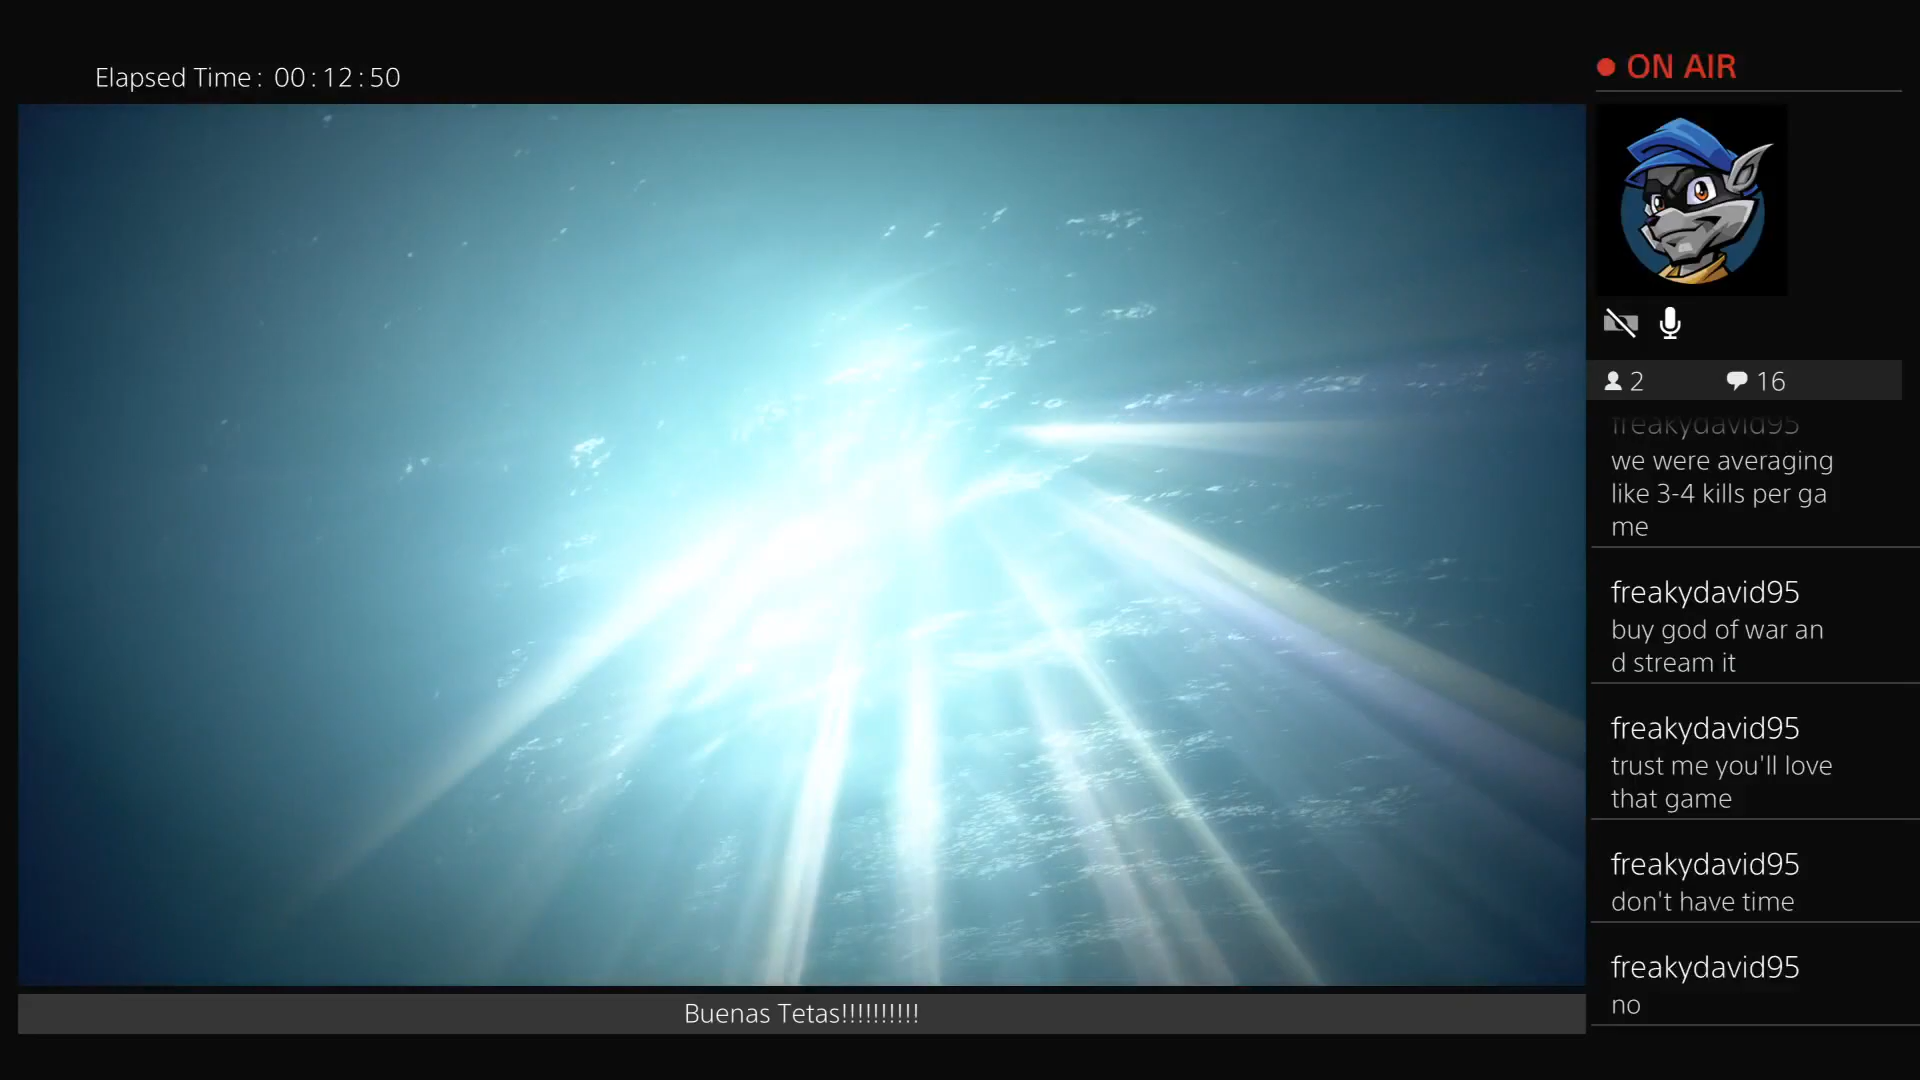 Elapsed Time: 00:12:50
ON AIR
2 16
freakydavid95
we were averaging
like 3-4 kills per ga
me
freakydavid95
buy god of war an
d stream it
freakydavid95
trust me you'll love
that game
freakydavid95
don't have time
freakydavid95
no
Buenas Tetas!!!!!!!!!!